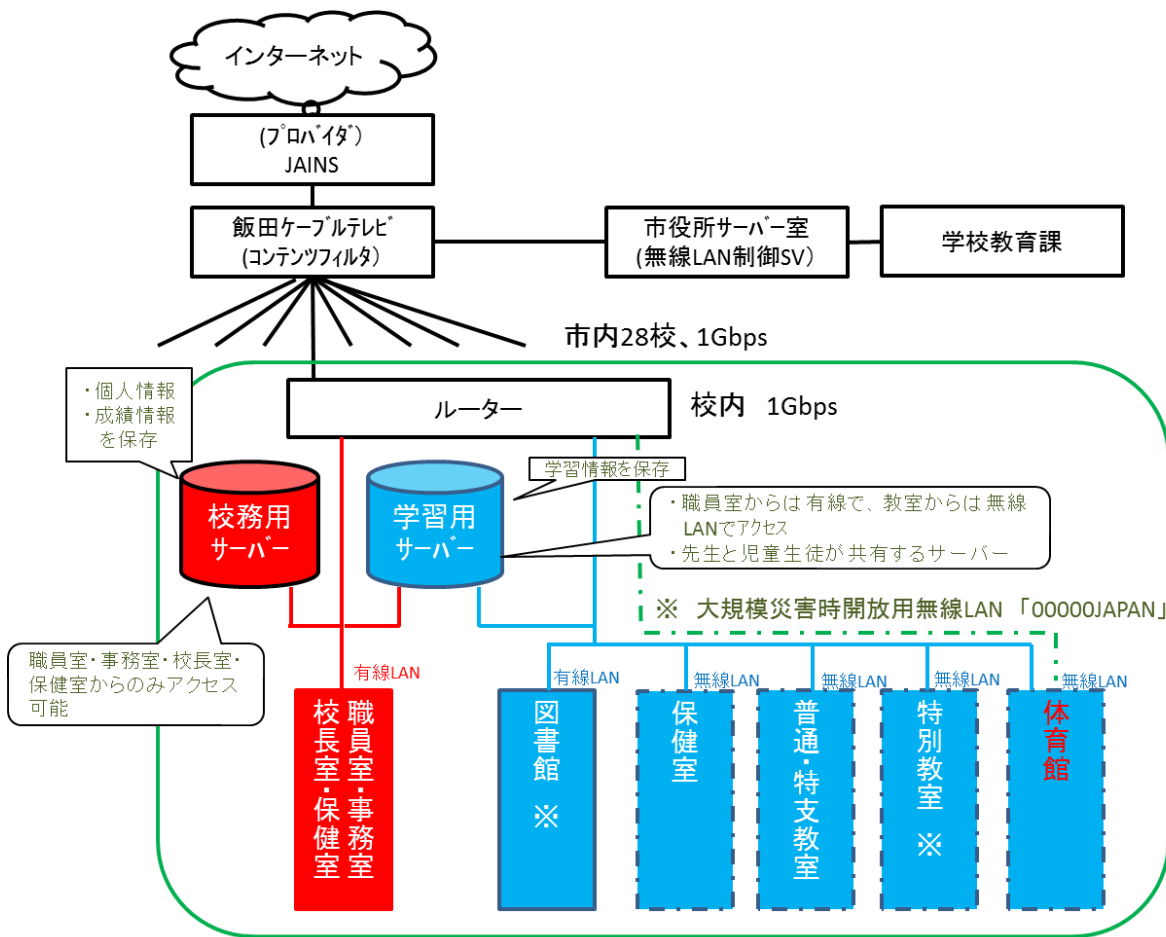 インターネット
(ﾌﾟﾛﾊﾞｲﾀﾞ)
JAINS
飯田ｹｰﾌﾞﾙﾃﾚﾋﾞ
(ｺﾝﾃﾝﾂﾌｨﾙﾀ)
市役所サーバー室
(無線LAN制御SV)
学校教育課
市内28校、1Gbps
・個人情報
・成績情報
を保存
ルーター
校内 1Gbps
校務用
サーバー
学習用
サーバー
学習情報を保存
・職員室からは有線で、教室からは無線
LANでアクセス
・先生と児童生徒が共有するサーバー
※ 大規模災害時開放用無線LAN 「00000JAPAN」
職員室・事務室・校長室・
保健室からのみアクセス
可能
有線LAN
職員室・事務室
校長室・保健室
有線LAN
図書館 ※
無線LAN
保健室
無線LAN
普通・特支教室
無線LAN
特別教室 ※
無線LAN
体育館